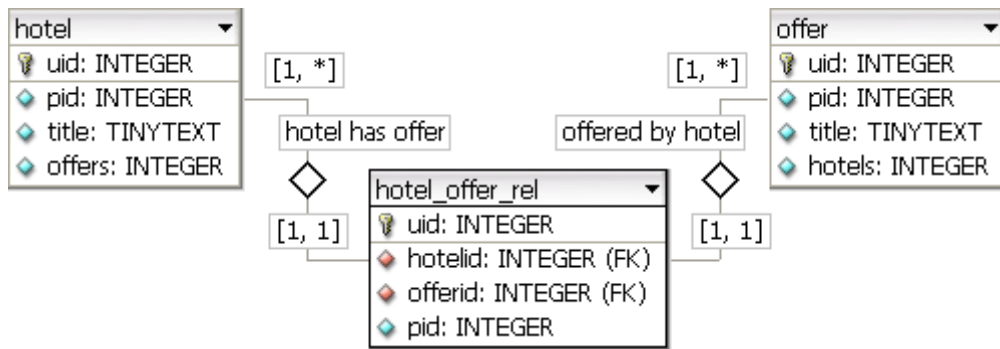 hotel
uid: INTEGER
pid: INTEGER
title: TINYTEXT
offers: INTEGER
[1, *]
hotel has offer
[1, 1]
hotel_offer_rel
uid: INTEGER
hotelid: INTEGER (FK)
offerid: INTEGER (FK)
pid: INTEGER
[1, *]
offered by hotel
[1, 1]
offer
uid: INTEGER
pid: INTEGER
title: TINYTEXT
hotels: INTEGER